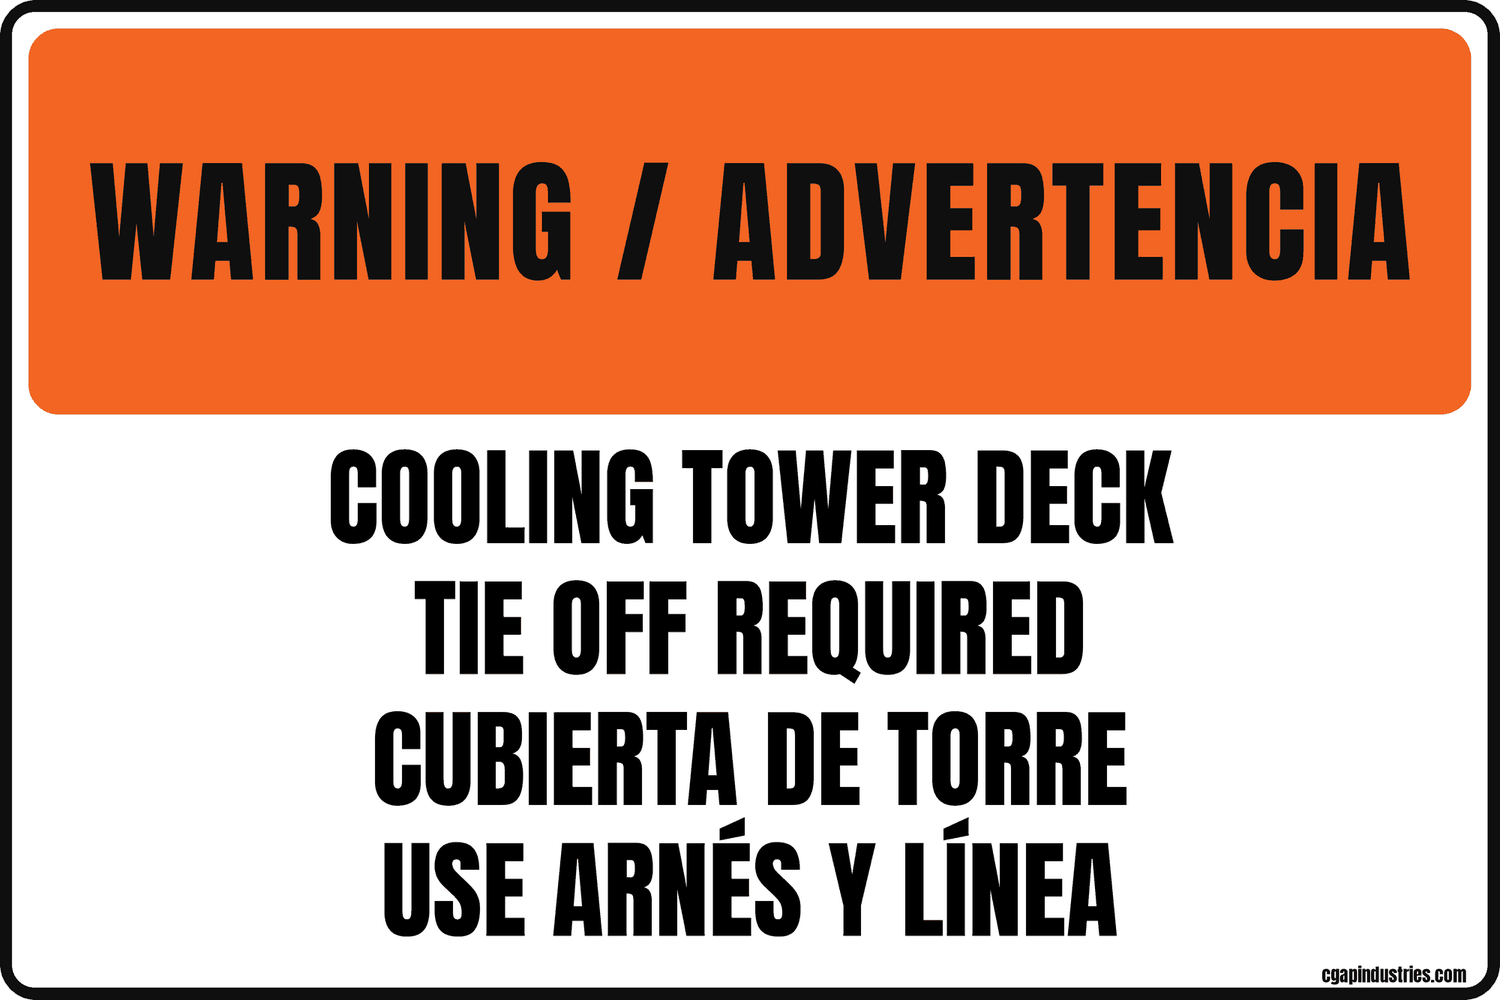 WARNING / ADVERTENCIA
COOLING TOWER DECK
TIE OFF REQUIRED
CUBIERTA DE TORRE
USE ARNÉS Y LÍNEA
cgapindustries.com